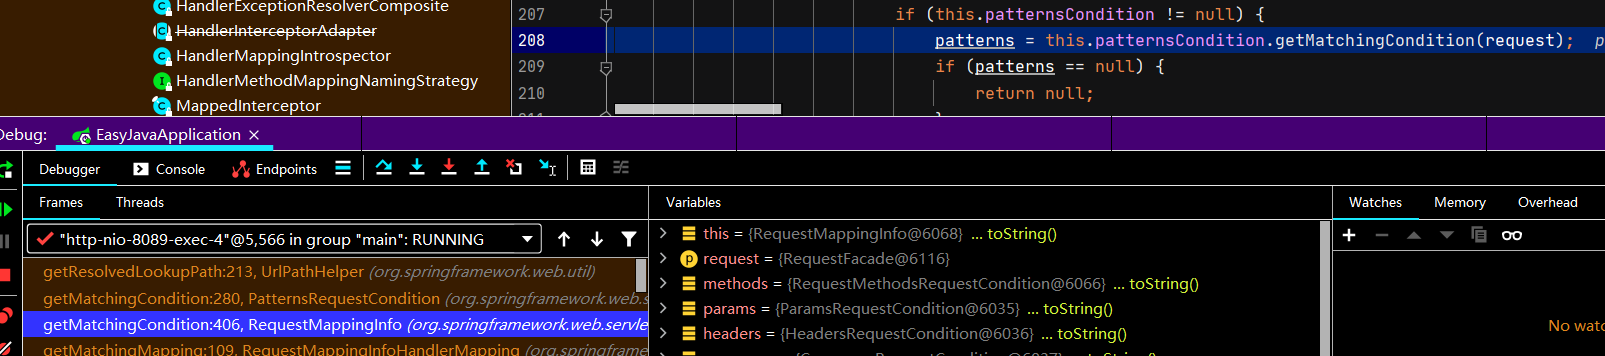 HandlerExceptionResolverComposite
HandlerInterceptorAdapter
HandlerMappingIntrospector
HandlerMethodMappingNamingStrategy
MappedInterceptor
207 if (this.patternsCondition != null) {
208 patterns = this.patternsCondition.getMatchingCondition(request); p
209 if (patterns == null) {
210 return null;
Debug: EasyJavaApplication
Debugger Console Endpoints
Frames Threads
"http-nio-8089-exec-4"@5,566 in group "main": RUNNING
getResolvedLookupPath:213, UrlPathHelper (org.springframework.web.util)
getMatchingCondition:280, PatternsRequestCondition (org.springframework.web.s
getMatchingCondition:406, RequestMappingInfo (org.springframework.web.servle
getMatchingMapping:109, RequestMappingInfoHandlerMapping (org.spring
Variables
this = {RequestMappingInfo@6068} ... toString()
request = {RequestFacade@6116}
methods = {RequestMethodsRequestCondition@6066} ... toString()
params = {ParamsRequestCondition@6035} ... toString()
headers = {HeadersRequestCondition@6036} ... toString()
Watches Memory Overhead
No watc